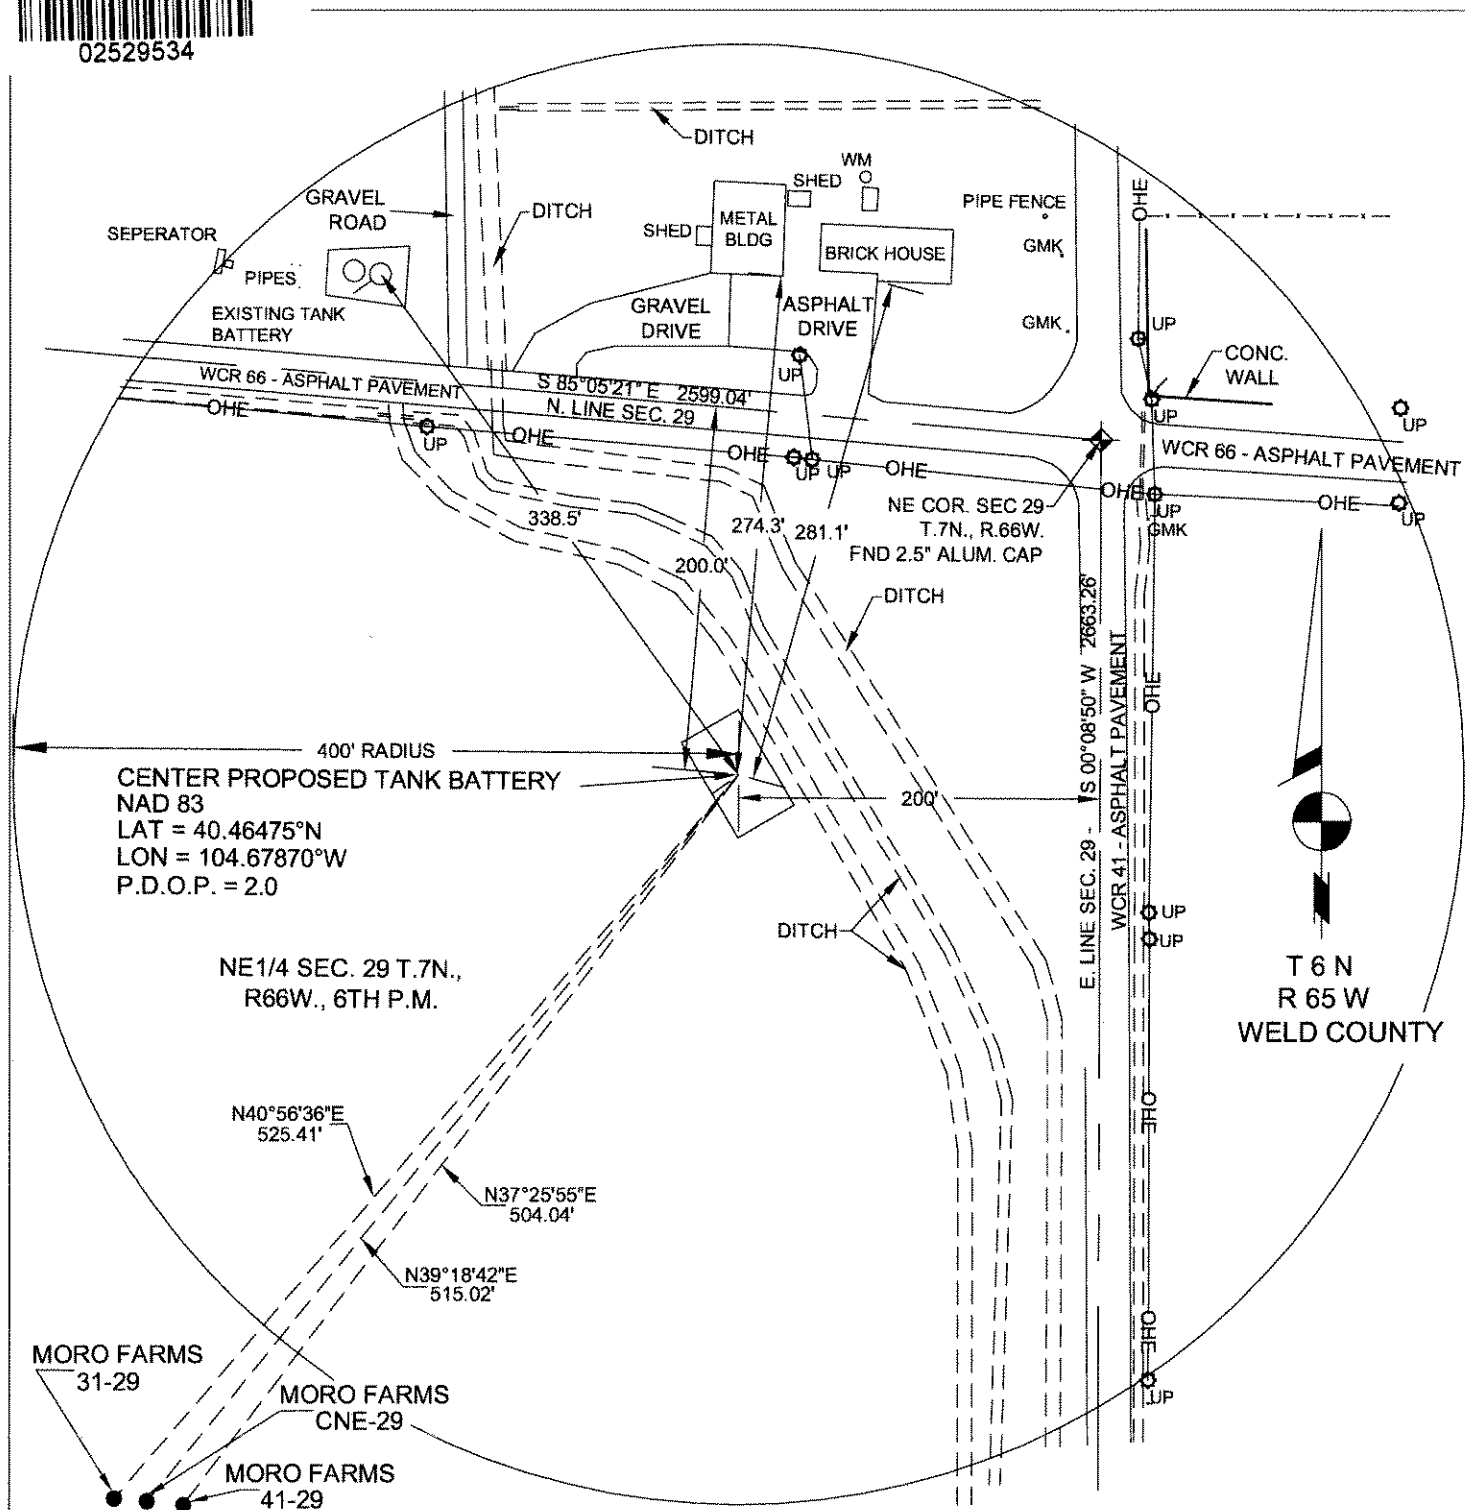 02529534
DITCH
WM
SHED
GRAVEL
ROAD
DITCH
PIPE FENCE
OHE
METAL
BLDG
SHED
SEPERATOR
BRICK HOUSE
GMK
PIPES
EXISTING TANK
BATTERY
GRAVEL
DRIVE
ASPHALT
DRIVE
GMK
UP
CONC.
WALL
UP
WCR 66 - ASPHALT PAVEMENT
S 85°05'21" E 2599.04'
N. LINE SEC. 29
OHE
UP
OHE
UP
UP
WCR 66 - ASPHALT PAVEMENT
OHE
UP
UP
OHE
OHE
OHE
UP
UP
GMK
NE COR. SEC 29
T.7N., R.66W.
FND 2.5" ALUM. CAP
338.5'
274.3'
281.1'
200.0'
DITCH
E. LINE SEC. 29 - S 00°08'50" W 2663.26'
WCR 41 - ASPHALT PAVEMENT
OHE
400' RADIUS
CENTER PROPOSED TANK BATTERY
NAD 83
LAT = 40.46475°N
LON = 104.67870°W
P.D.O.P. = 2.0
200'
UP
UP
DITCH
NE1/4 SEC. 29 T.7N.,
R66W., 6TH P.M.
T 6 N
R 65 W
WELD COUNTY
N40°56'36"E
525.41'
OHE
N37°25'55"E
504.04'
N39°18'42"E
515.02'
OHE
UP
MORO FARMS
31-29
MORO FARMS
CNE-29
MORO FARMS
41-29